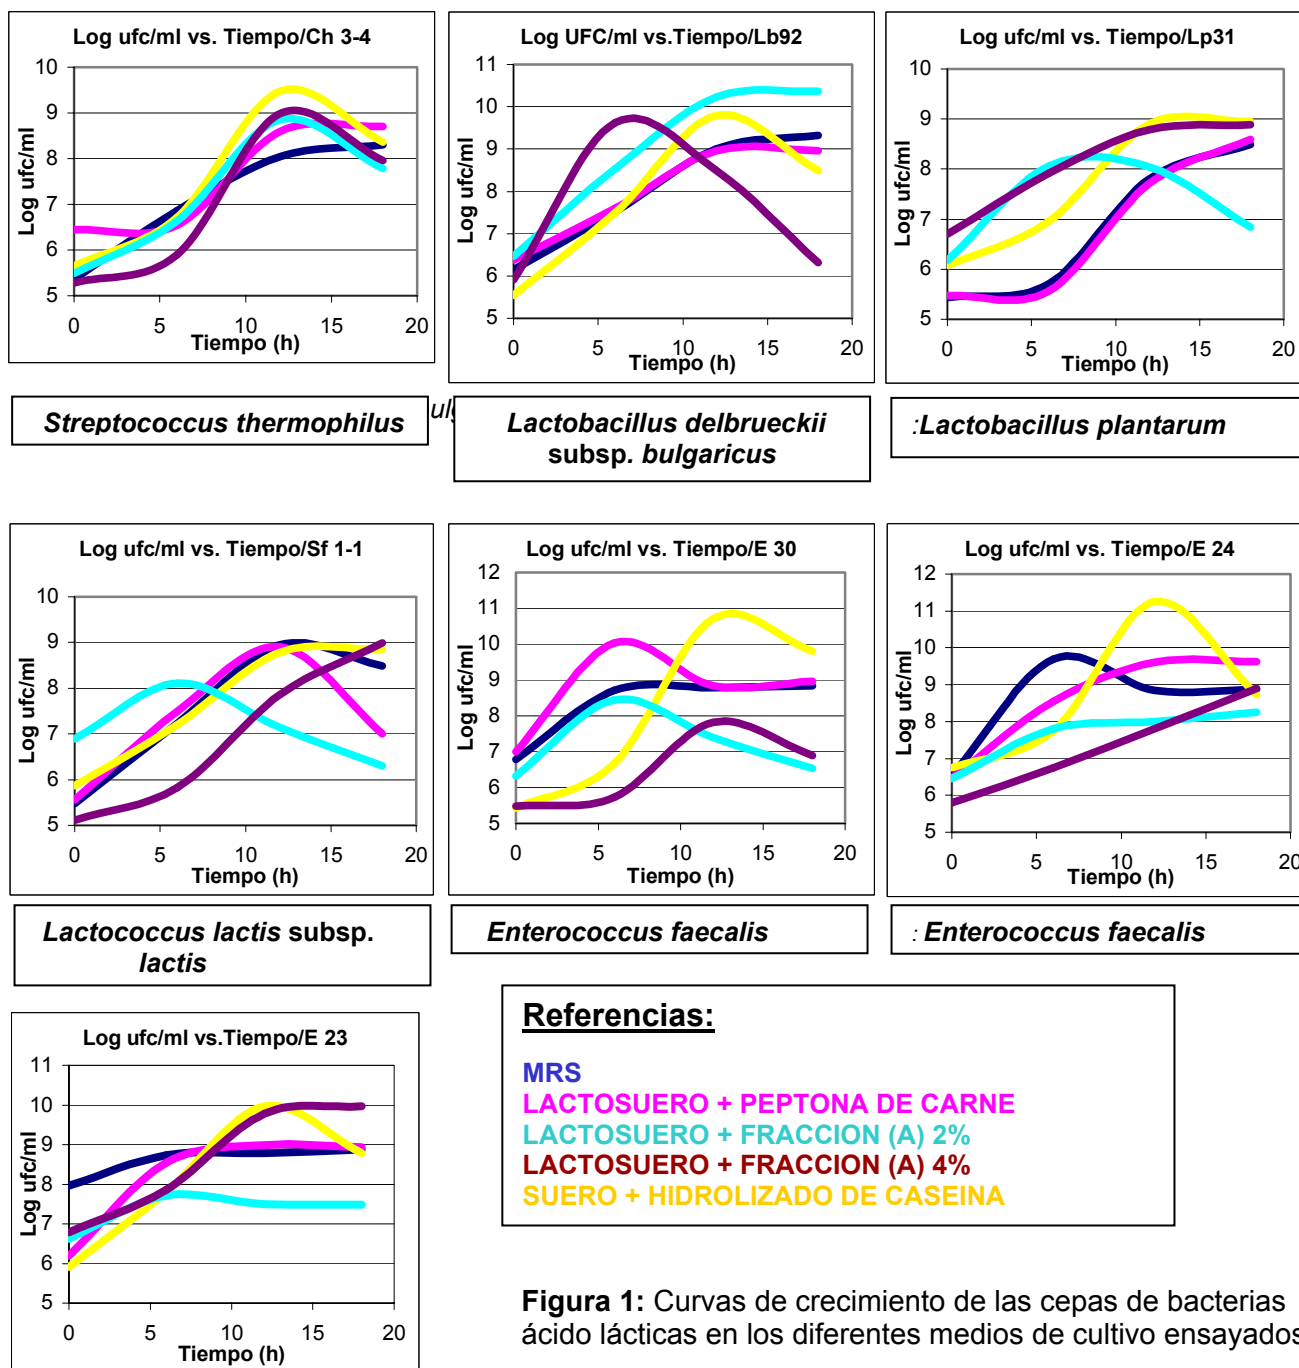 Log ufc/ml vs. Tiempo/Ch 3-4
10
9
8
7
6
5
Log ufc/ml
0 5 10 15 20
Tiempo (h)
Streptococcus thermophilus
Log UFC/ml vs.Tiempo/Lb92
11
10
9
8
7
6
5
Log ufc/ml
0 5 10 15 20
Tiempo (h)
Lactobacillus delbrueckii
subsp. bulgaricus
Log ufc/ml vs. Tiempo/Lp31
10
9
8
7
6
5
Log ufc/ml
0 5 10 15 20
Tiempo (h)
:Lactobacillus plantarum
Log ufc/ml vs. Tiempo/Sf 1-1
10
9
8
7
6
5
Log ufc/ml
0 5 10 15 20
Tiempo (h)
Lactococcus lactis subsp.
lactis
Log ufc/ml vs. Tiempo/E 30
12
11
10
9
8
7
6
5
Log ufc/ml
0 5 10 15 20
Tiempo (h)
Enterococcus faecalis
Log ufc/ml vs. Tiempo/E 24
12
11
10
9
8
7
6
5
Log ufc/ml
0 5 10 15 20
Tiempo (h)
: Enterococcus faecalis
Log ufc/ml vs.Tiempo/E 23
11
10
9
8
7
6
5
Log ufc/ml
0 5 10 15 20
Tiempo (h)
Referencias:
MRS
LACTOSUERO + PEPTONA DE CARNE
LACTOSUERO + FRACCION (A) 2%
LACTOSUERO + FRACCION (A) 4%
SUERO + HIDROLIZADO DE CASEINA
Figura 1: Curvas de crecimiento de las cepas de bacterias
ácido lácticas en los diferentes medios de cultivo ensayados